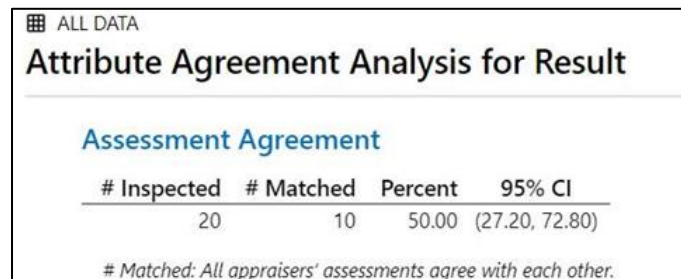 ALL DATA
Attribute Agreement Analysis for Result
Assessment Agreement
# Inspected # Matched Percent 95% CI
20 10 50.00 (27.20, 72.80)
# Matched: All appraisers' assessments agree with each other.